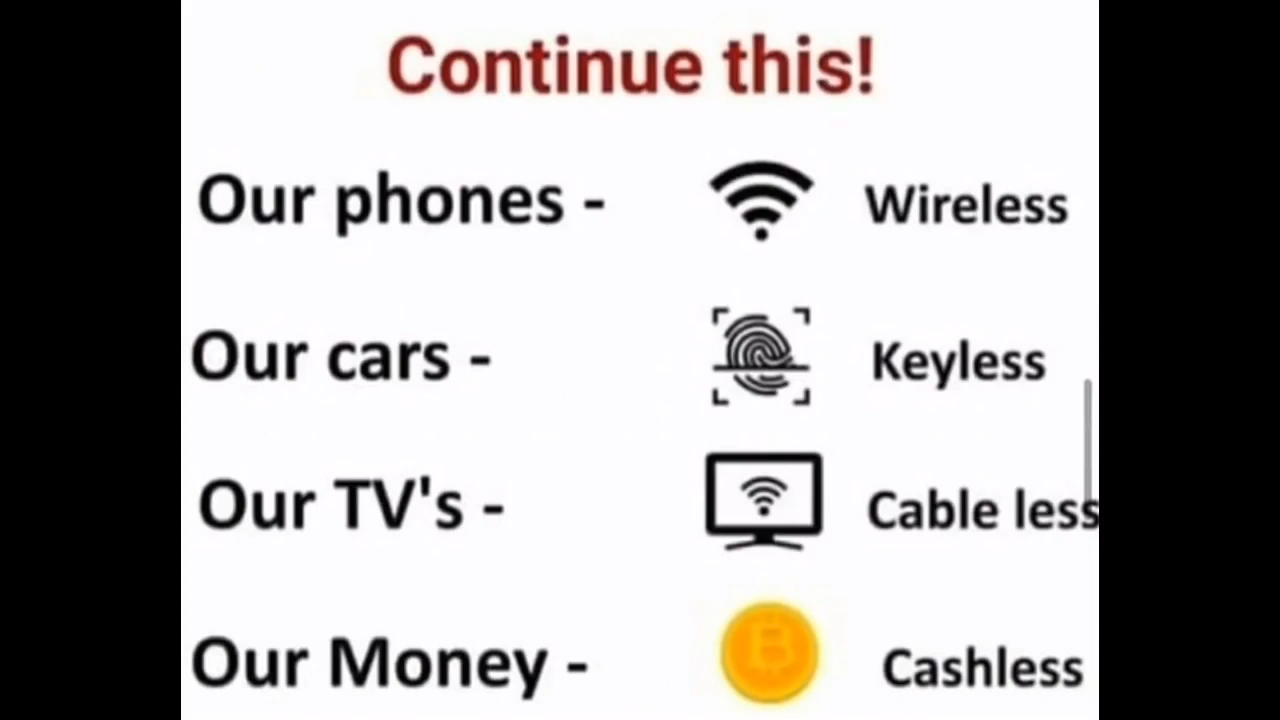 Continue this!
Our phones - Wireless
Our cars - Keyless
Our TV's - Cable less
Our Money - Cashless